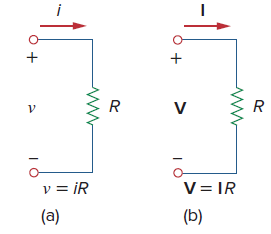 i
+
v
R
−
v = iR
(a)
I
+
V
R
−
V = IR
(b)